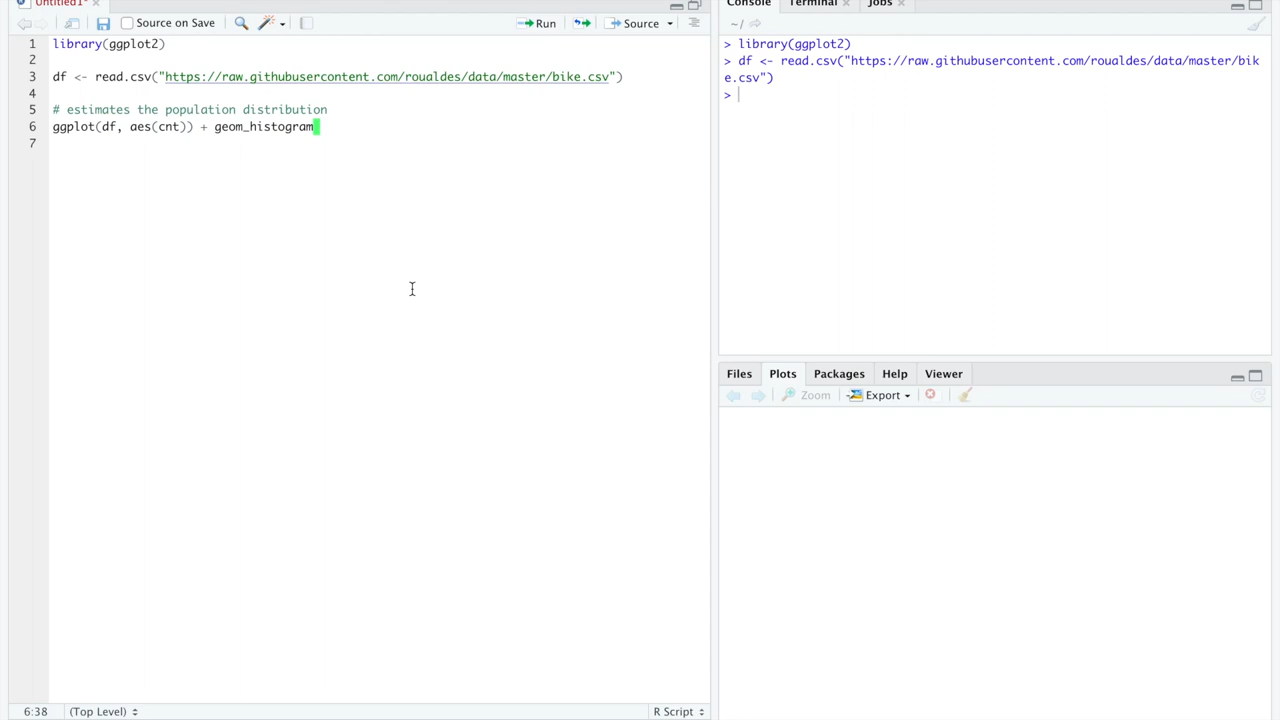 Untitled1*
Source on Save
Run
Source
1 library(ggplot2)
2
3 df <- read.csv("https://raw.githubusercontent.com/roualdes/data/master/bike.csv")
4
5 # estimates the population distribution
6 ggplot(df, aes(cnt)) + geom_histogram
7
6:38
(Top Level)
R Script
Console
Terminal
Jobs
~/
> library(ggplot2)
> df <- read.csv("https://raw.githubusercontent.com/roualdes/data/master/bik
e.csv")
>
Files
Plots
Packages
Help
Viewer
Zoom
Export